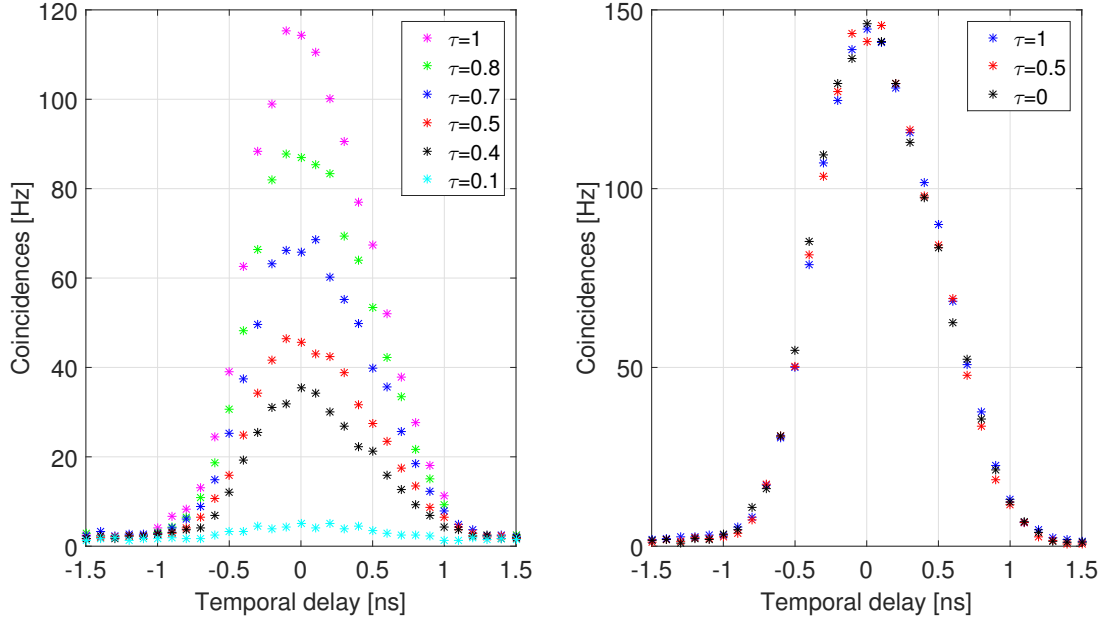 120
100
80
60
40
20
0
Coincidences [Hz]
-1.5
-1
-0.5
0
0.5
1
1.5
Temporal delay [ns]
τ=1
τ=0.8
τ=0.7
τ=0.5
τ=0.4
τ=0.1
150
100
50
0
Coincidences [Hz]
-1.5
-1
-0.5
0
0.5
1
1.5
Temporal delay [ns]
τ=1
τ=0.5
τ=0